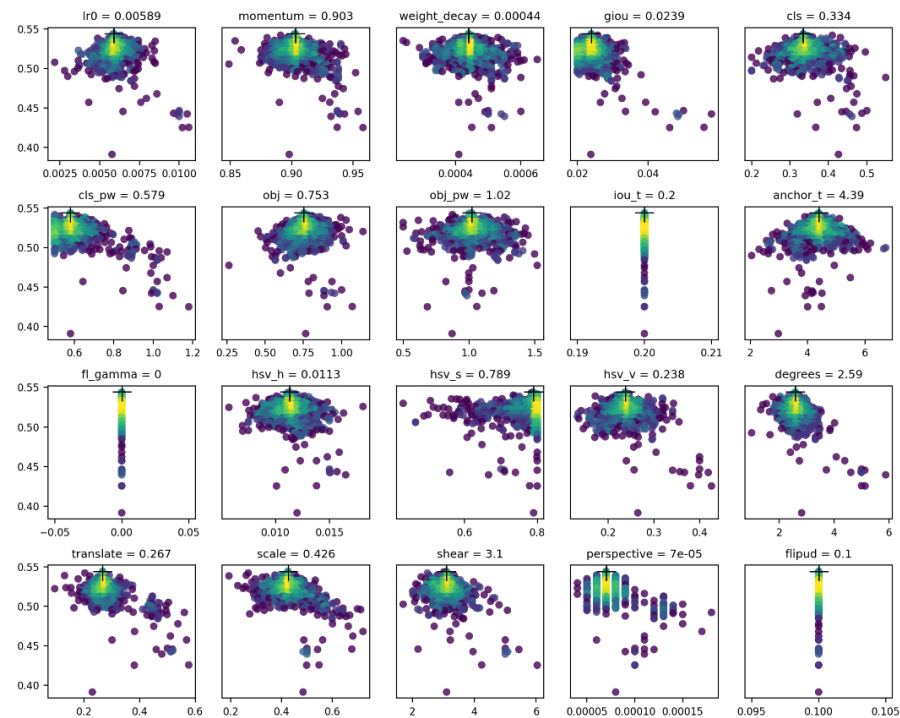 lr0 = 0.00589 momentum = 0.903 weight_decay = 0.00044 giou = 0.0239 cls = 0.334
0.55
0.50
0.45
0.40
0.0025 0.0050 0.0075 0.0100 0.85 0.90 0.95 0.0004 0.0006 0.02 0.04 0.2 0.3 0.4 0.5
cls_pw = 0.579 obj = 0.753 obj_pw = 1.02 iou_t = 0.2 anchor_t = 4.39
0.55
0.50
0.45
0.40
0.6 0.8 1.0 1.2 0.25 0.50 0.75 1.00 0.5 1.0 1.5 0.19 0.20 0.21 2 4 6
fl_gamma = 0 hsv_h = 0.0113 hsv_s = 0.789 hsv_v = 0.238 degrees = 2.59
0.55
0.50
0.45
0.40
−0.05 0.00 0.05 0.010 0.015 0.6 0.8 0.2 0.3 0.4 2 4 6
translate = 0.267 scale = 0.426 shear = 3.1 perspective = 7e-05 flipud = 0.1
0.55
0.50
0.45
0.40
0.2 0.4 0.6 0.2 0.4 0.6 2 4 6 0.00005 0.00010 0.00015 0.095 0.100 0.105